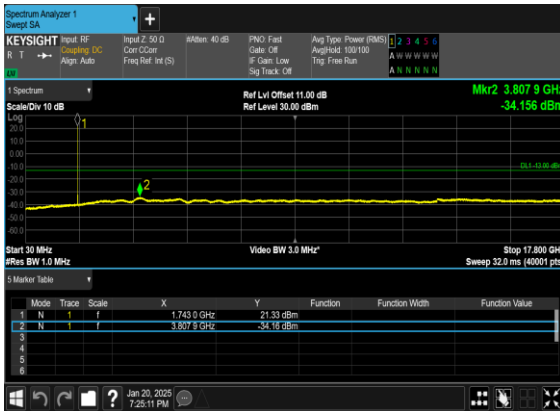 Spectrum Analyzer 1
Swept SA
KEYSIGHT Input: RF Input Z: 50 Ω #Atten: 40 dB PNO: Fast Avg Type: Power (RMS) 1 2 3 4 5 6
R T Coupling: DC Corr CCorr Gate: Off Avg|Hold: 100/100 A W W W W W
Align: Auto Freq Ref: Int (S) IF Gain: Low Trig: Free Run
LXI Sig Track: Off A N N N N N
1 Spectrum Ref Lvl Offset 11.00 dB Mkr2 3.807 9 GHz
Scale/Div 10 dB Ref Level 30.00 dBm -34.156 dBm
Log
20.0
10.0
0.00
-10.0
-20.0
-30.0
-40.0
-50.0
-60.0
1
2
DL1 -13.00 dBm
Start 30 MHz Video BW 3.0 MHz* Stop 17.800 GHz
#Res BW 1.0 MHz Sweep 32.0 ms (40001 pts)
5 Marker Table
Mode Trace Scale X Y Function Function Width Function Value
1 N 1 f 1.743 0 GHz 21.33 dBm
2 N 1 f 3.807 9 GHz -34.16 dBm
3
4
5
6
? Jan 20, 2025
7:25:11 PM